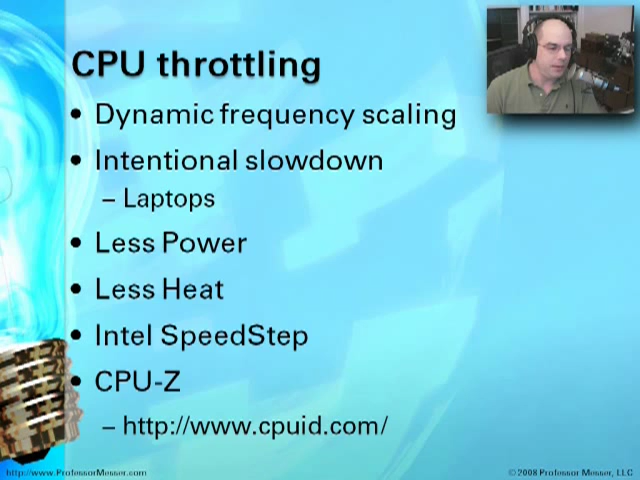 CPU throttling
• Dynamic frequency scaling
• Intentional slowdown
– Laptops
• Less Power
• Less Heat
• Intel SpeedStep
• CPU-Z
– http://www.cpuid.com/
http://www.ProfessorMesser.com
© 2008 Professor Messer, LLC